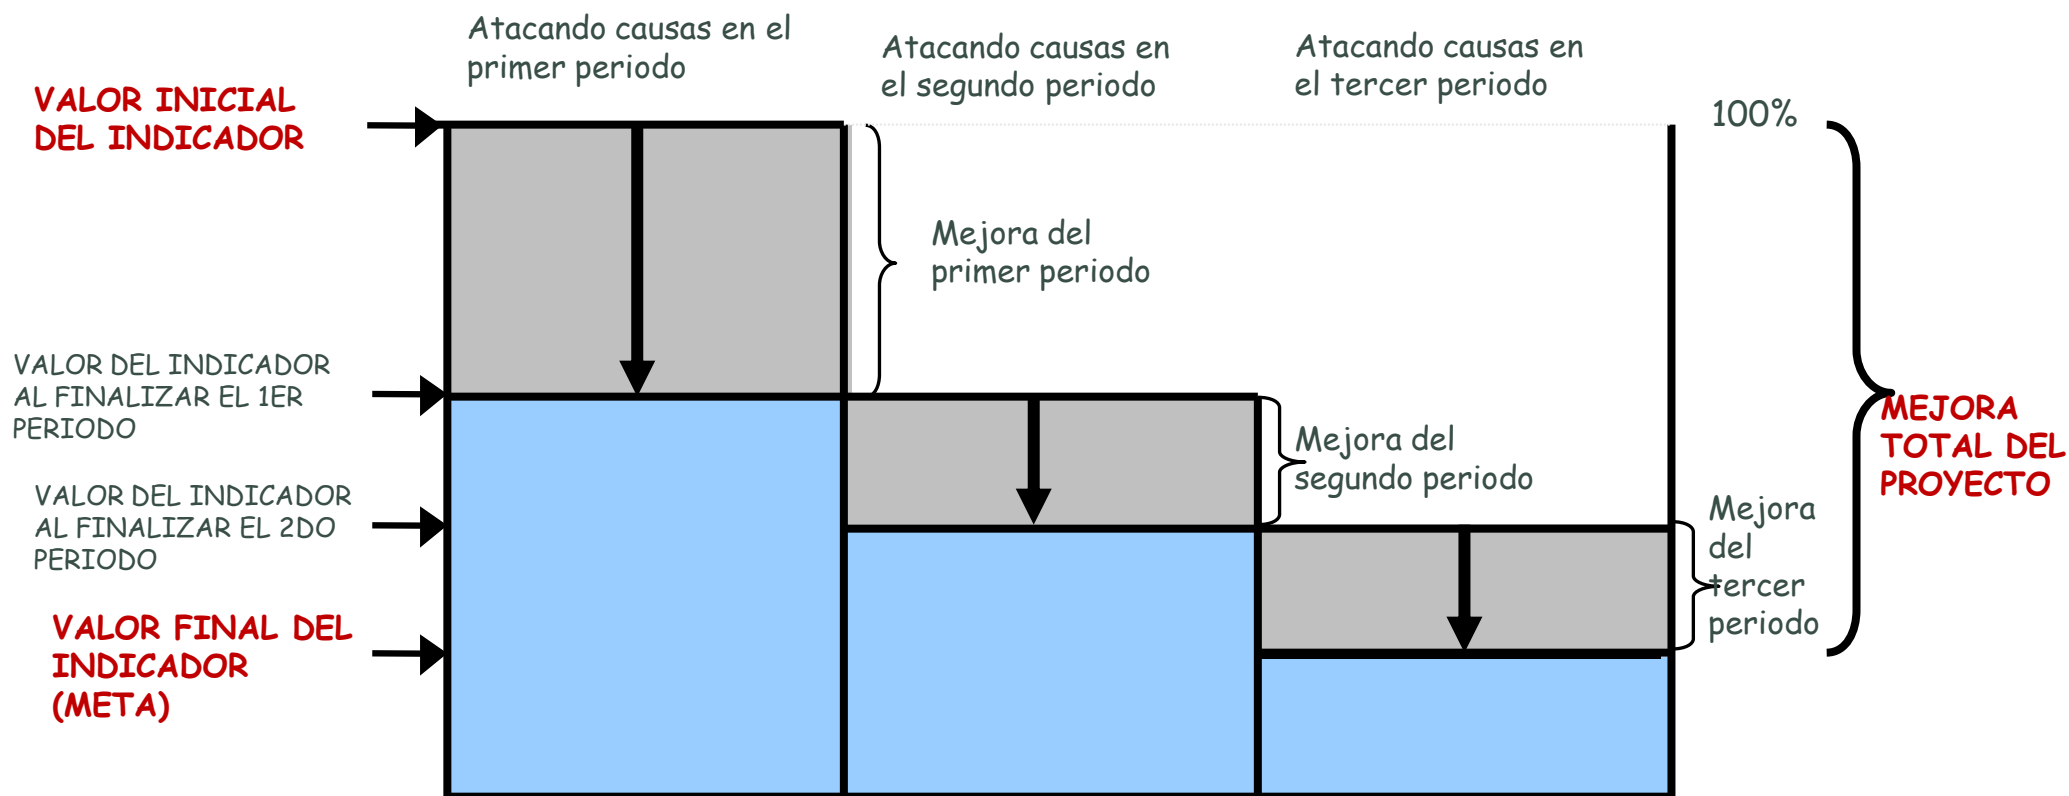 Atacando causas en el
primer periodo
Atacando causas en
el segundo periodo
Atacando causas en
el tercer periodo
VALOR INICIAL
DEL INDICADOR
100%
Mejora del
primer periodo
VALOR DEL INDICADOR
AL FINALIZAR EL 1ER
PERIODO
MEJORA
TOTAL DEL
PROYECTO
Mejora del
segundo periodo
VALOR DEL INDICADOR
AL FINALIZAR EL 2DO
PERIODO
Mejora
del
tercer
periodo
VALOR FINAL DEL
INDICADOR
(META)